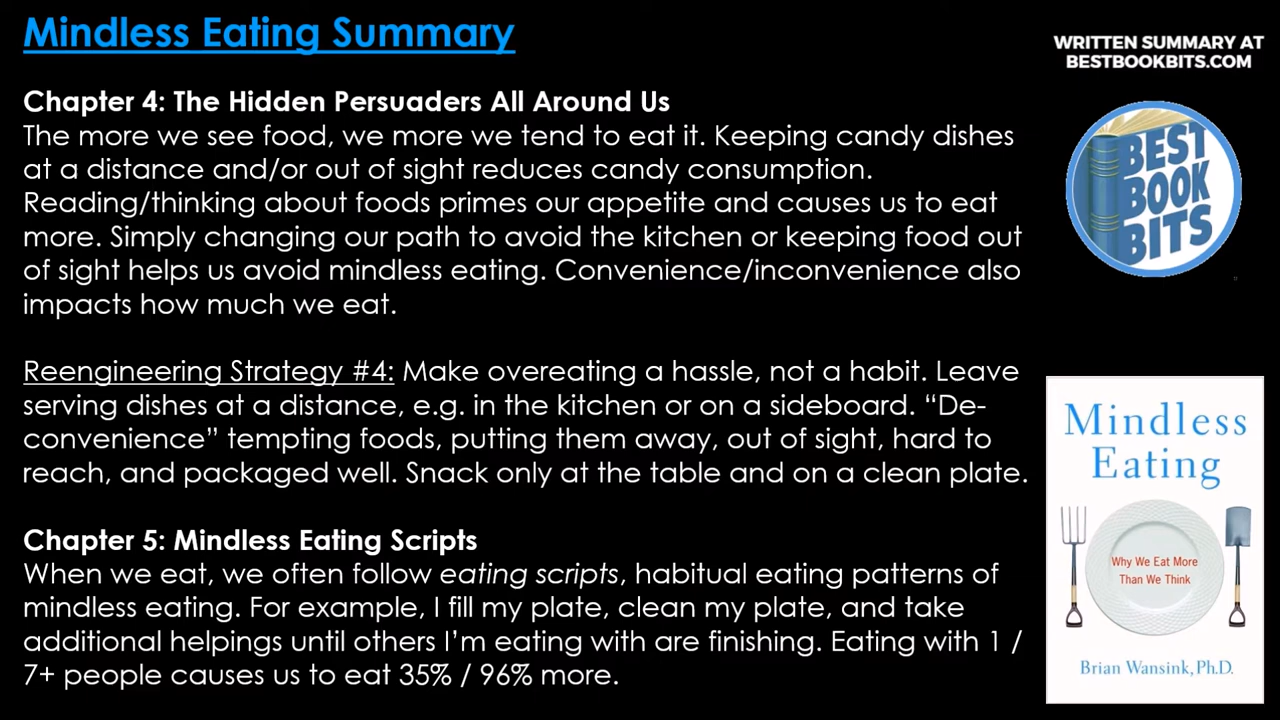 Mindless Eating Summary
WRITTEN SUMMARY AT
BESTBOOKBITS.COM
Chapter 4: The Hidden Persuaders All Around Us
The more we see food, we more we tend to eat it. Keeping candy dishes
at a distance and/or out of sight reduces candy consumption.
Reading/thinking about foods primes our appetite and causes us to eat
more. Simply changing our path to avoid the kitchen or keeping food out
of sight helps us avoid mindless eating. Convenience/inconvenience also
impacts how much we eat.
BEST
BOOK
BITS
Reengineering Strategy #4: Make overeating a hassle, not a habit. Leave
serving dishes at a distance, e.g. in the kitchen or on a sideboard. “De-
convenience” tempting foods, putting them away, out of sight, hard to
reach, and packaged well. Snack only at the table and on a clean plate.
Chapter 5: Mindless Eating Scripts
When we eat, we often follow eating scripts, habitual eating patterns of
mindless eating. For example, I fill my plate, clean my plate, and take
additional helpings until others I’m eating with are finishing. Eating with 1 /
7+ people causes us to eat 35% / 96% more.
Mindless
Eating
Why We Eat More
Than We Think
Brian Wansink, Ph.D.